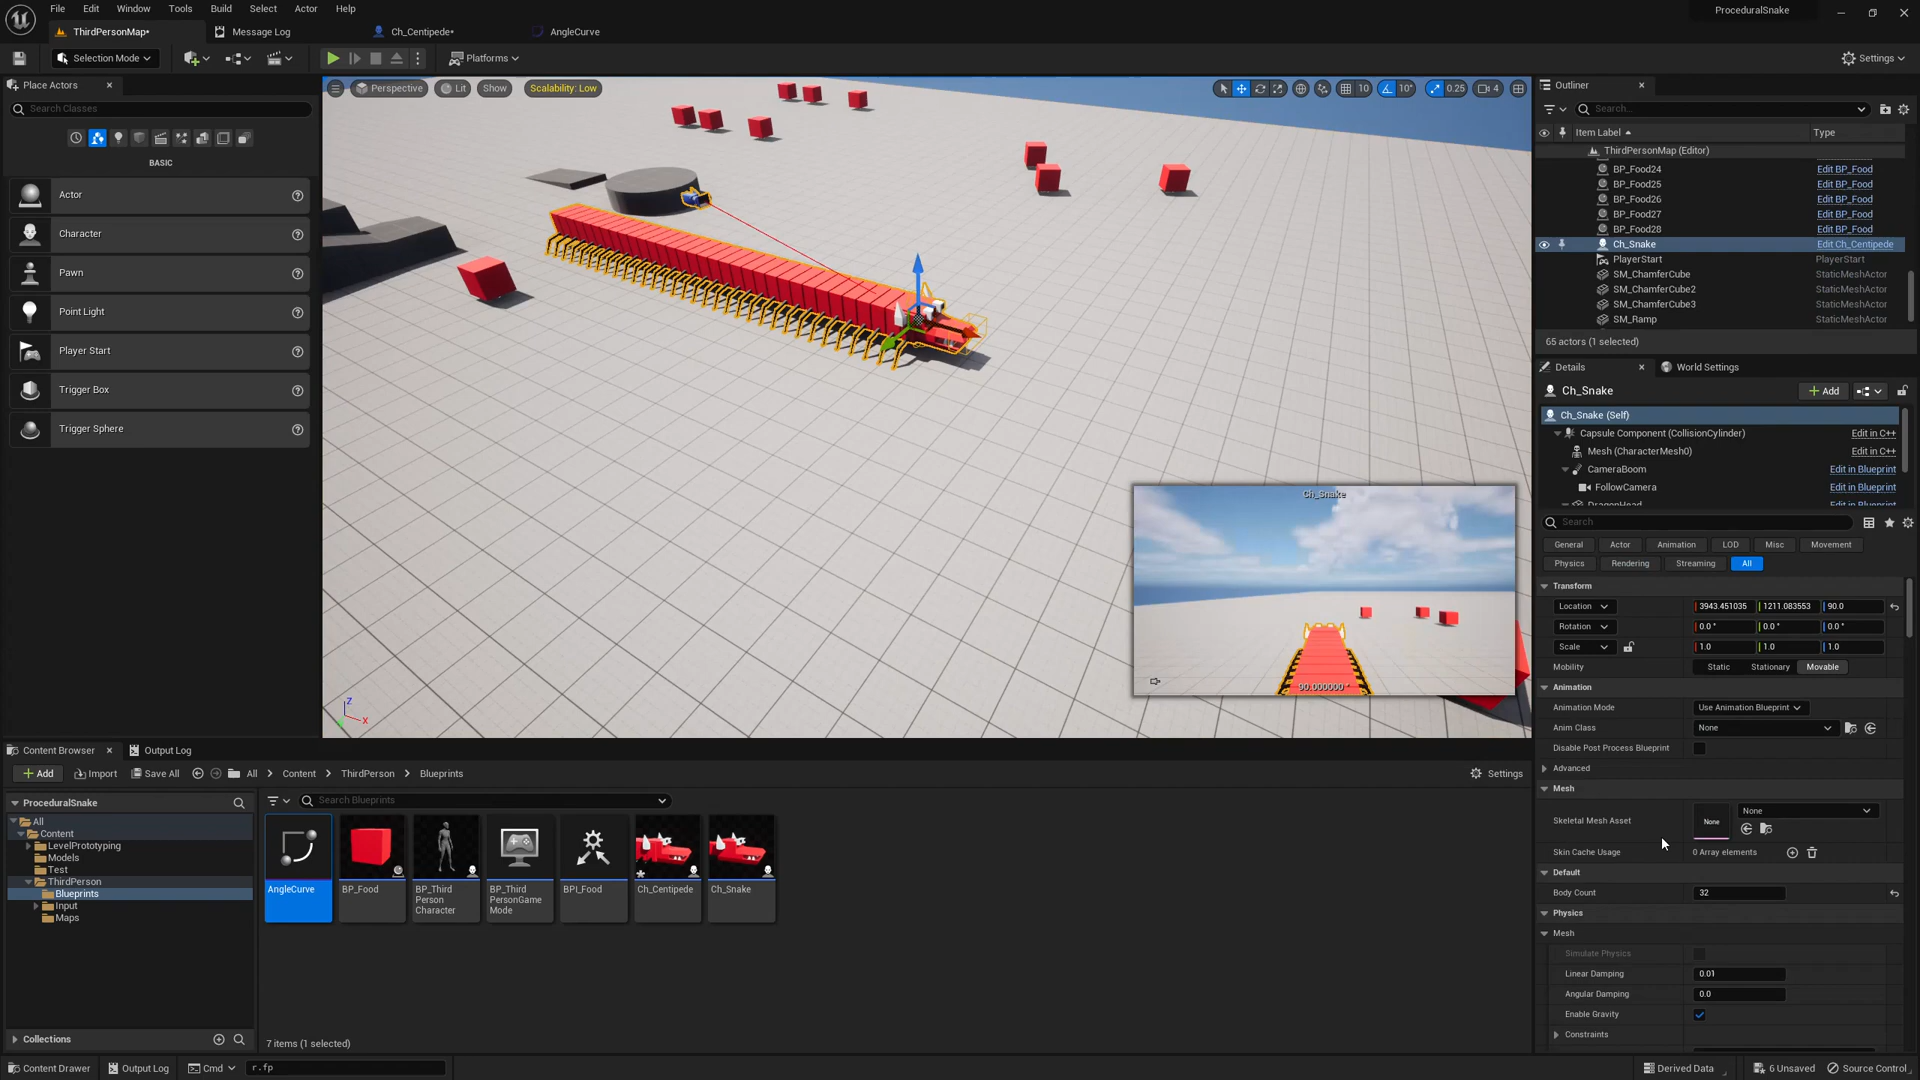 File Edit Window Tools Build Select Actor Help
ProceduralSnake
ThirdPersonMap*
Message Log
Ch_Centipede*
AngleCurve
Selection Mode
Platforms
Settings
Place Actors
Search Classes
BASIC
Actor
Character
Pawn
Point Light
Player Start
Trigger Box
Trigger Sphere
Perspective
Lit
Show
Scalability: Low
10
10°
0.25
4
Ch_Snake
90.000000
Z
X
Outliner
Search...
Item Label
Type
ThirdPersonMap (Editor)
BP_Food24 Edit BP_Food
BP_Food25 Edit BP_Food
BP_Food26 Edit BP_Food
BP_Food27 Edit BP_Food
BP_Food28 Edit BP_Food
Ch_Snake Edit Ch_Centipede
PlayerStart PlayerStart
SM_ChamferCube StaticMeshActor
SM_ChamferCube2 StaticMeshActor
SM_ChamferCube3 StaticMeshActor
SM_Ramp StaticMeshActor
65 actors (1 selected)
Details
World Settings
Ch_Snake
Add
Ch_Snake (Self)
Capsule Component (CollisionCylinder) Edit in C++
Mesh (CharacterMesh0) Edit in C++
CameraBoom Edit in Blueprint
FollowCamera Edit in Blueprint
DragonHead Edit in Blueprint
Search
General Actor Animation LOD Misc Movement
Physics Rendering Streaming All
Transform
Location 3943.451035 1211.083553 90.0
Rotation 0.0° 0.0° 0.0°
Scale 1.0 1.0 1.0
Mobility Static Stationary Movable
Animation
Animation Mode Use Animation Blueprint
Anim Class None
Disable Post Process Blueprint
Advanced
Mesh
Skeletal Mesh Asset None None
Skin Cache Usage 0 Array elements
Default
Body Count 32
Physics
Mesh
Simulate Physics
Linear Damping 0.01
Angular Damping 0.0
Enable Gravity
Constraints
Content Browser
Output Log
Add
Import
Save All
All Content ThirdPerson Blueprints
Settings
ProceduralSnake
All
Content
LevelPrototyping
Models
Test
ThirdPerson
Blueprints
Input
Maps
Collections
Search Blueprints
AngleCurve
BP_Food
BP_Third
Person
Character
BP_Third
PersonGame
Mode
BPI_Food
Ch_Centipede
Ch_Snake
7 items (1 selected)
Content Drawer
Output Log
Cmd
r.fp
Derived Data
6 Unsaved
Source Control